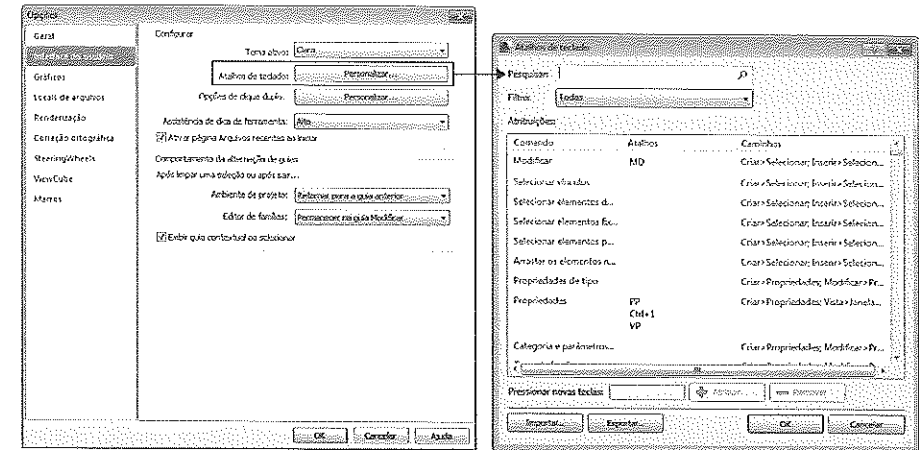 Opções
Geral
Gráficos
Locais de arquivos
Renderização
Correção ortográfica
SteeringWheels
ViewCube
Macros
Configurar
Tema ativo: Claro
Atalhos de teclado: Personalizar...
Opções de clique duplo: Personalizar...
Assistência de dica de ferramenta: Alta
Ativar página Arquivos recentes ao iniciar
Comportamento da alternação de guias
Após limpar uma seleção ou após sair...
Ambiente de projeto: Retornar para a guia anterior
Editor de famílias: Permanecer na guia Modificar
Exibir guia contextual ao selecionar
OK Cancelar Ajuda
Atalhos de teclado
Pesquisar:
Filtrar: Todos
Atribuições:
Comando Atalhos Caminhos
Modificar MD Criar>Selecionar; Inserir>Selecion...
Selecionar vínculos Criar>Selecionar; Inserir>Selecion...
Selecionar elementos d... Criar>Selecionar; Inserir>Selecion...
Selecionar elementos fix... Criar>Selecionar; Inserir>Selecion...
Selecionar elementos p... Criar>Selecionar; Inserir>Selecion...
Arrastar os elementos n... Criar>Selecionar; Inserir>Selecion...
Propriedades de tipo Criar>Propriedades; Modificar>Pr...
Propriedades PP Criar>Propriedades; Vista>Janela...
Ctrl+1
VP
Categoria e parâmetros... Criar>Propriedades; Modificar>Pr...
Pressionar novas teclas: Atribuir Remover
Importar... Exportar... OK Cancelar